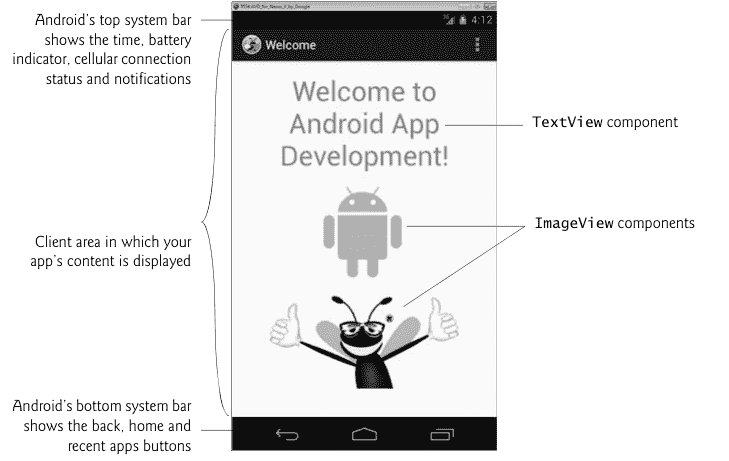 Android's top system bar
shows the time, battery
indicator, cellular connection
status and notifications
4:12
Welcome
Welcome to
Android App
Development!
TextView component
ImageView components
Client area in which your
app's content is displayed
Android's bottom system bar
shows the back, home and
recent apps buttons